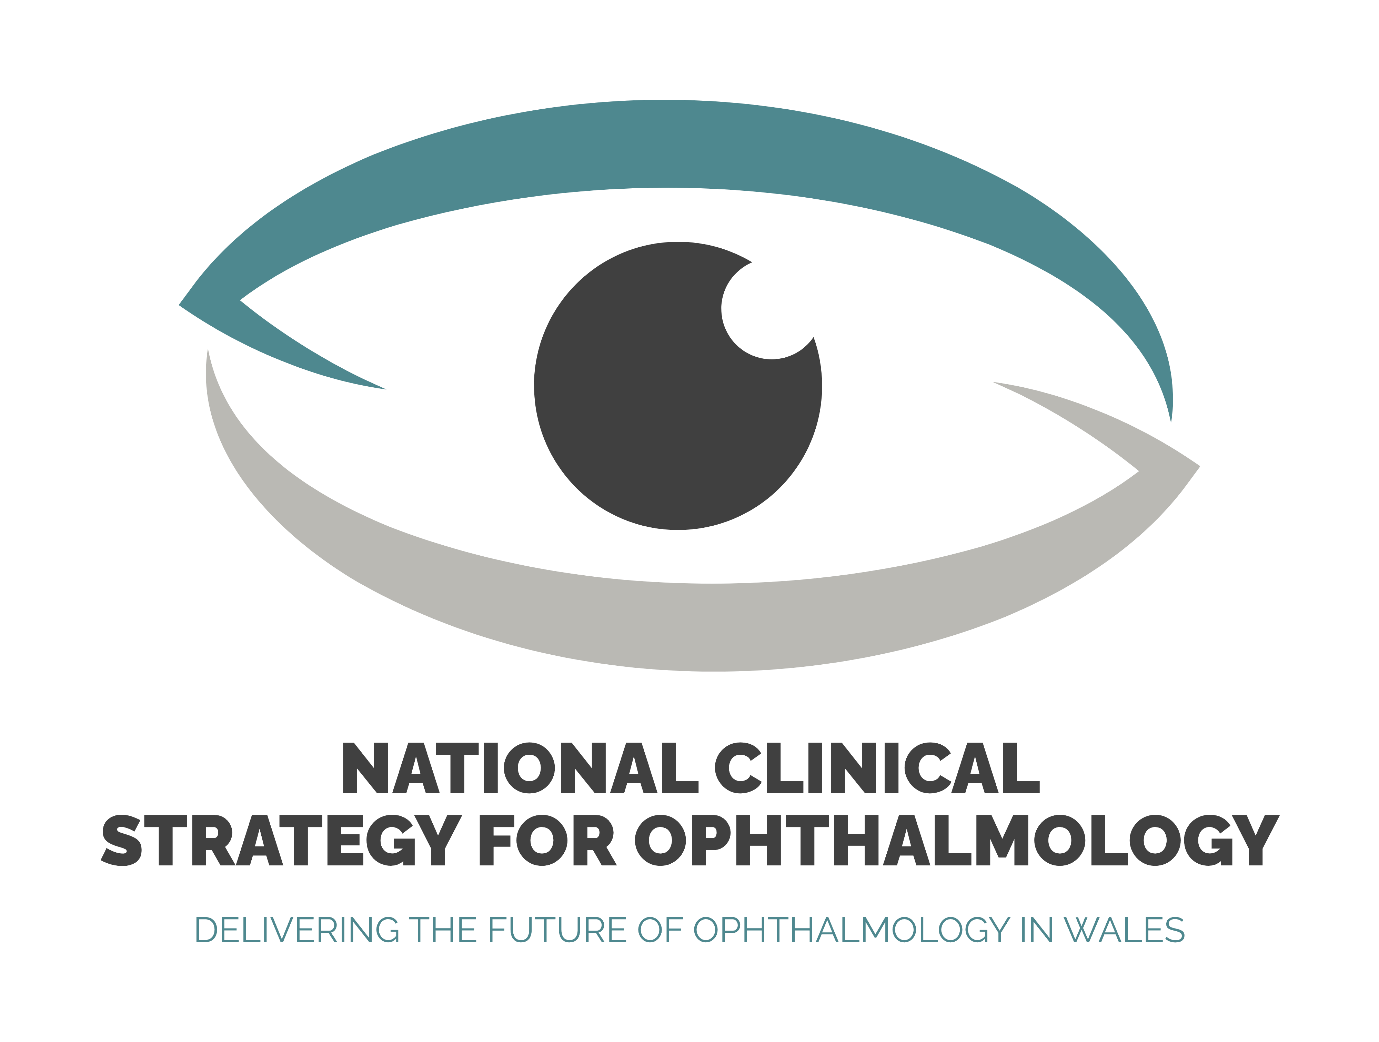 NATIONAL CLINICAL
STRATEGY FOR OPHTHALMOLOGY
DELIVERING THE FUTURE OF OPHTHALMOLOGY IN WALES